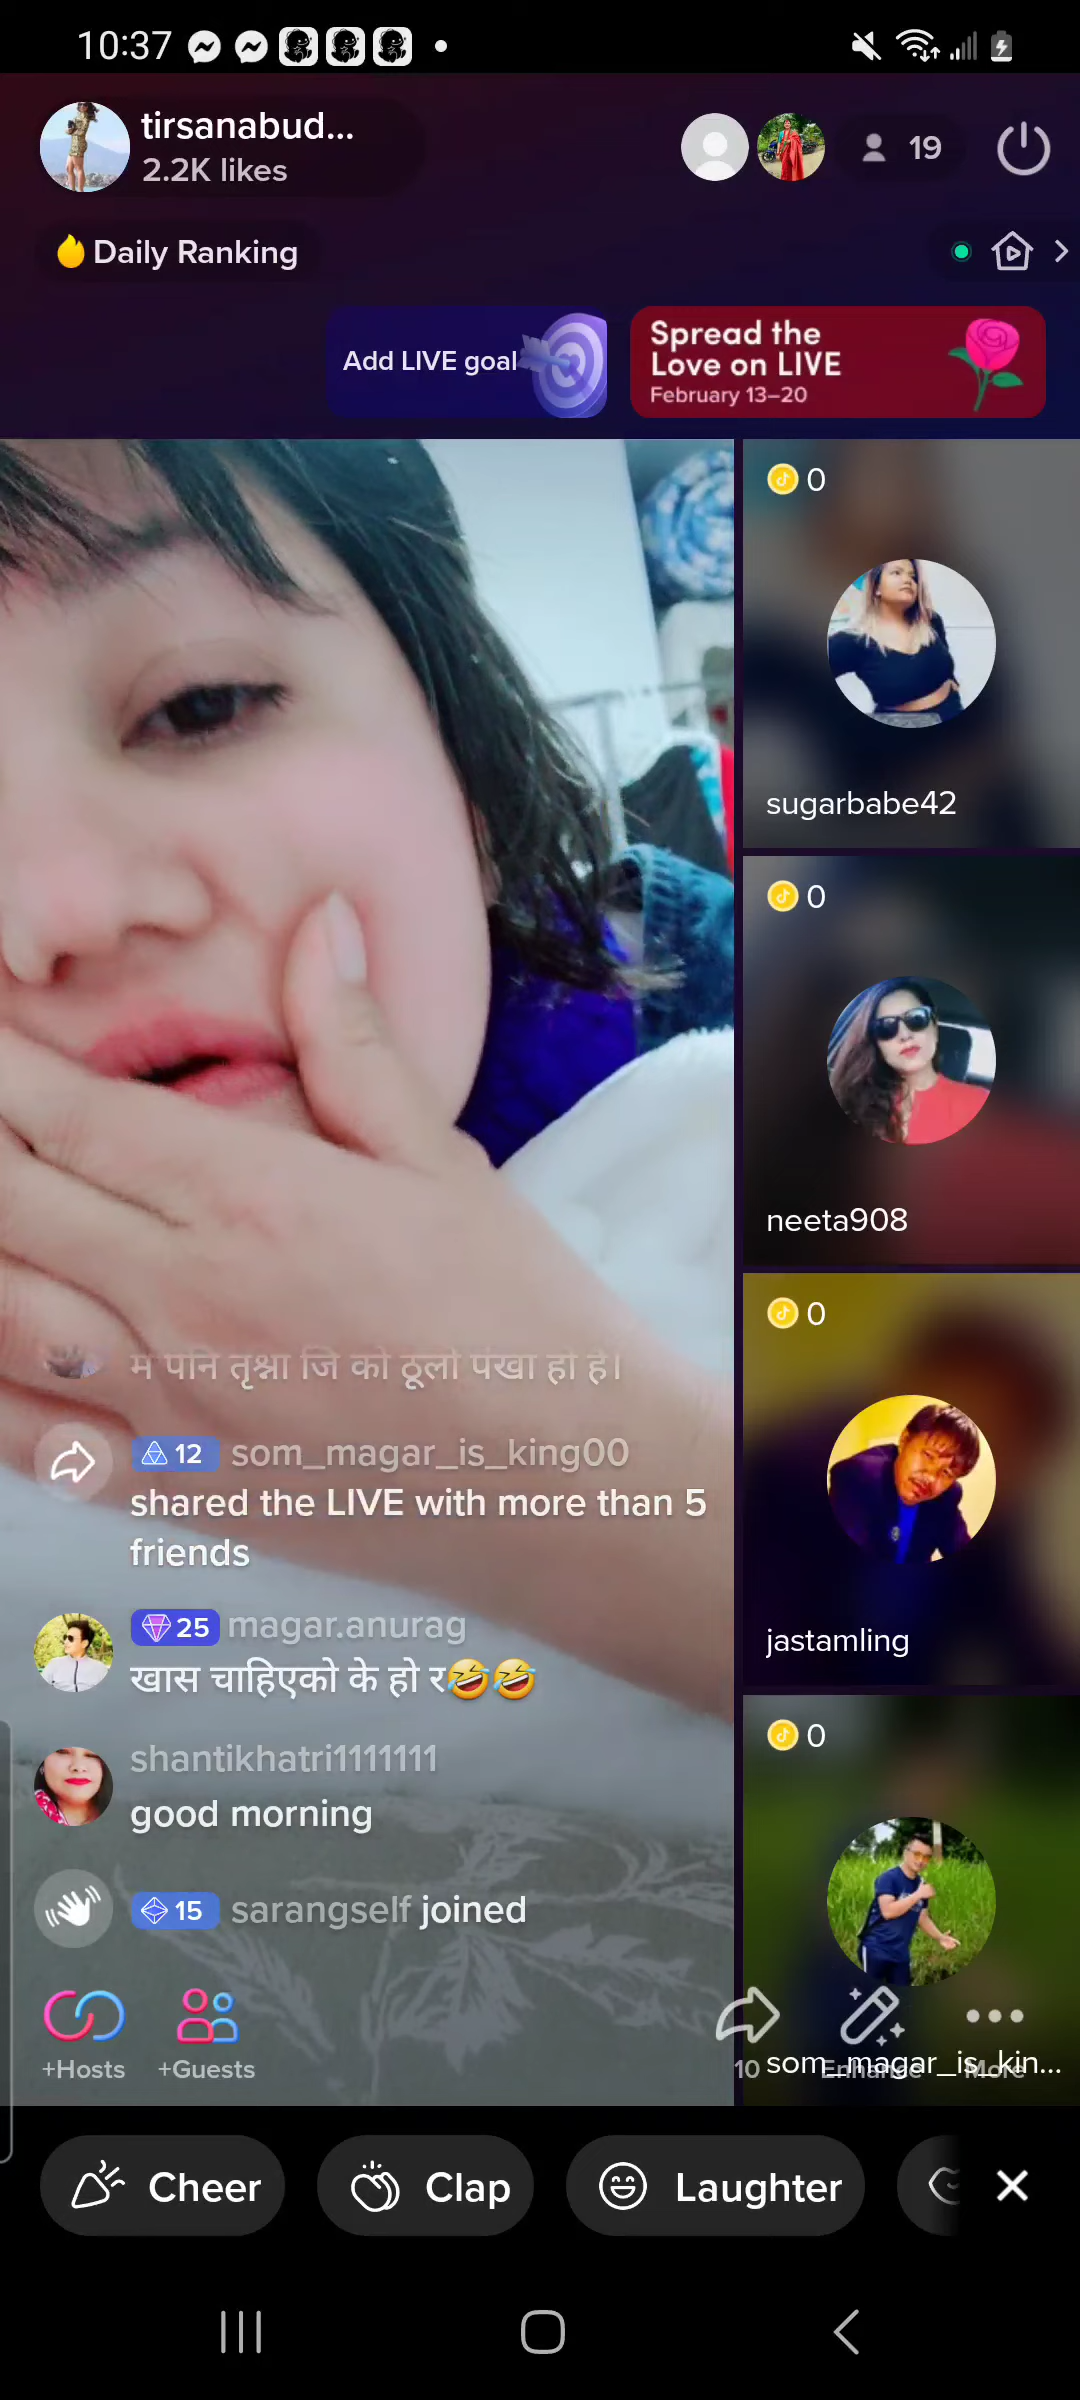 10:37
tirsanabud...
2.2K likes
19
Daily Ranking
Add LIVE goal
Spread the
Love on LIVE
February 13–20
0
sugarbabe42
0
neeta908
0
jastamling
0
som_magar_is_kin...
म पनि तृश्ना जि को ठूलो पंखा हो है।
12 som_magar_is_king00
shared the LIVE with more than 5
friends
25 magar.anurag
खास चाहिएको के हो र🤣🤣
shantikhatri1111111
good morning
15 sarangself joined
+Hosts
+Guests
10
Enhance
More
Cheer
Clap
Laughter